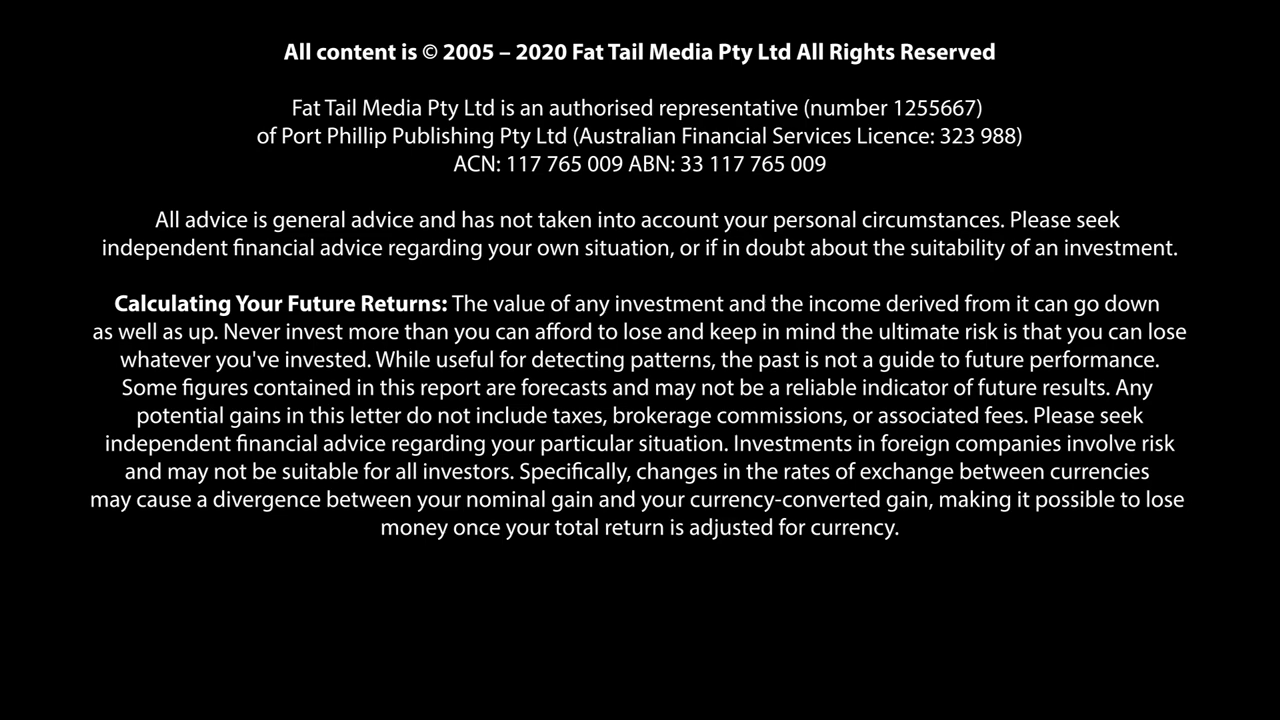 All content is © 2005 – 2020 Fat Tail Media Pty Ltd All Rights Reserved
Fat Tail Media Pty Ltd is an authorised representative (number 1255667)
of Port Phillip Publishing Pty Ltd (Australian Financial Services Licence: 323 988)
ACN: 117 765 009 ABN: 33 117 765 009
All advice is general advice and has not taken into account your personal circumstances. Please seek
independent financial advice regarding your own situation, or if in doubt about the suitability of an investment.
Calculating Your Future Returns: The value of any investment and the income derived from it can go down
as well as up. Never invest more than you can afford to lose and keep in mind the ultimate risk is that you can lose
whatever you've invested. While useful for detecting patterns, the past is not a guide to future performance.
Some figures contained in this report are forecasts and may not be a reliable indicator of future results. Any
potential gains in this letter do not include taxes, brokerage commissions, or associated fees. Please seek
independent financial advice regarding your particular situation. Investments in foreign companies involve risk
and may not be suitable for all investors. Specifically, changes in the rates of exchange between currencies
may cause a divergence between your nominal gain and your currency-converted gain, making it possible to lose
money once your total return is adjusted for currency.